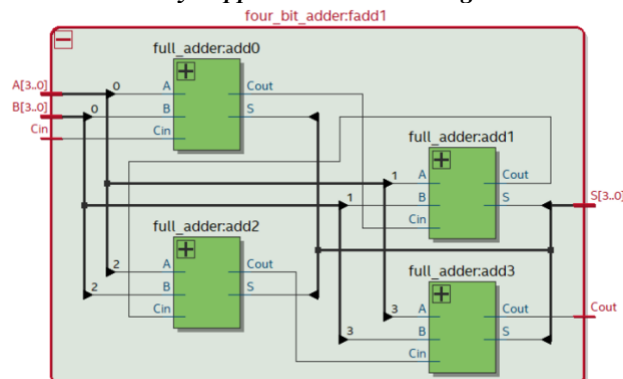 four_bit_adder:fadd1
full_adder:add0
A[3..0]
0
A
Cout
B[3..0]
0
B
S
Cin
Cin
full_adder:add1
1
A
Cout
1
B
S
S[3..0]
Cin
full_adder:add2
2
A
Cout
2
B
S
Cin
full_adder:add3
3
A
Cout
Cout
3
B
S
Cin